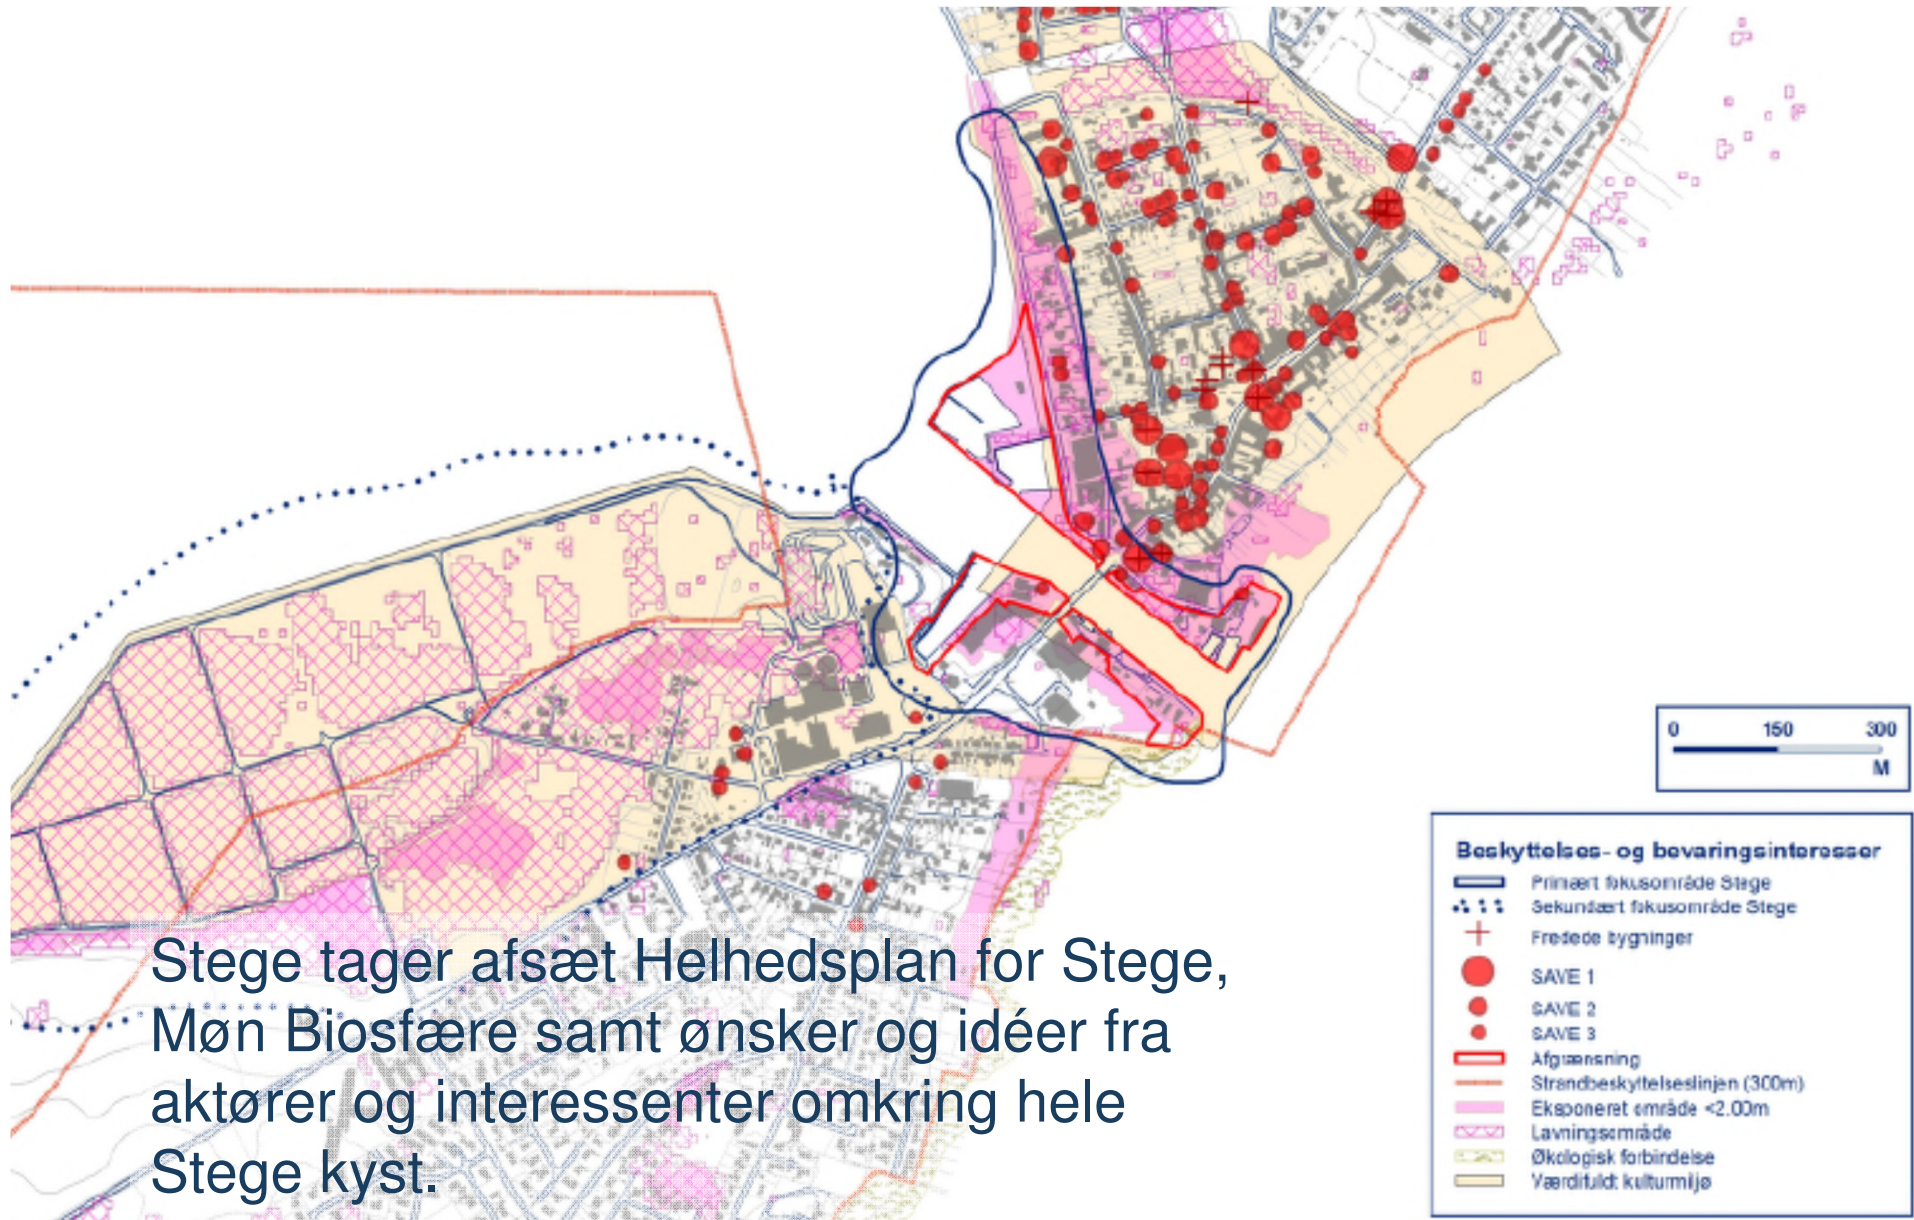 0 150 300
M
Beskyttelses- og bevaringsinteresser
Primært fokusområde Stege
Sekundært fokusområde Stege
Fredede bygninger
SAVE 1
SAVE 2
SAVE 3
Afgrænsning
Strandbeskyttelseslinjen (300m)
Eksponeret område <2.00m
Lavningsområde
Økologisk forbindelse
Værdifuldt kulturmiljø
Stege tager afsæt Helhedsplan for Stege,
Møn Biosfære samt ønsker og idéer fra
aktører og interessenter omkring hele
Stege kyst.